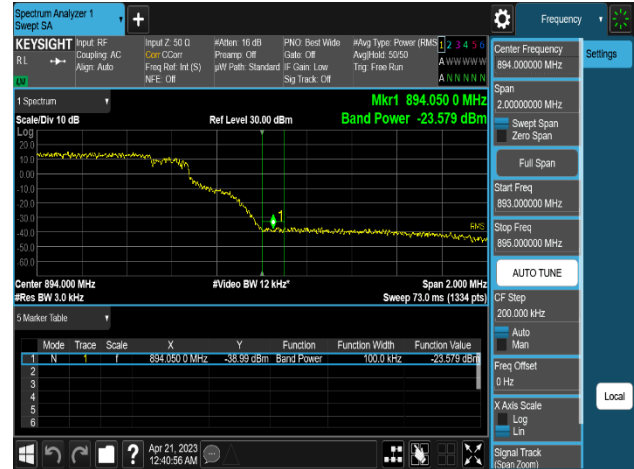 Spectrum Analyzer 1
Swept SA
Frequency
KEYSIGHT
RL
Input: RF
Coupling: AC
Align: Auto
Input Z: 50 Ω
Corr CCorr
Freq Ref: Int (S)
NFE: Off
#Atten: 16 dB
Preamp: Off
µW Path: Standard
PNO: Best Wide
Gate: Off
IF Gain: Low
Sig Track: Off
#Avg Type: Power (RMS
Avg|Hold: 50/50
Trig: Free Run
1 2 3 4 5 6
A W W W W W
A N N N N N
LXI
1 Spectrum
Scale/Div 10 dB
Ref Level 30.00 dBm
Mkr1 894.050 0 MHz
Band Power -23.579 dBm
Log
20.0
10.0
0.00
-10.0
-20.0
-30.0
-40.0
-50.0
-60.0
1
RMS
Center 894.000 MHz
#Video BW 12 kHz*
Span 2.000 MHz
#Res BW 3.0 kHz
Sweep 73.0 ms (1334 pts)
5 Marker Table
Mode Trace Scale X Y Function Function Width Function Value
1 N 1 f 894.050 0 MHz -38.99 dBm Band Power 100.0 kHz -23.579 dBm
2
3
4
5
6
Apr 21, 2023
12:40:56 AM
?
Center Frequency
894.000000 MHz
Settings
Span
2.00000000 MHz
Swept Span
Zero Span
Full Span
Start Freq
893.000000 MHz
Stop Freq
895.000000 MHz
AUTO TUNE
CF Step
200.000 kHz
Auto
Man
Freq Offset
0 Hz
X Axis Scale
Log
Lin
Local
Signal Track
(Span Zoom)